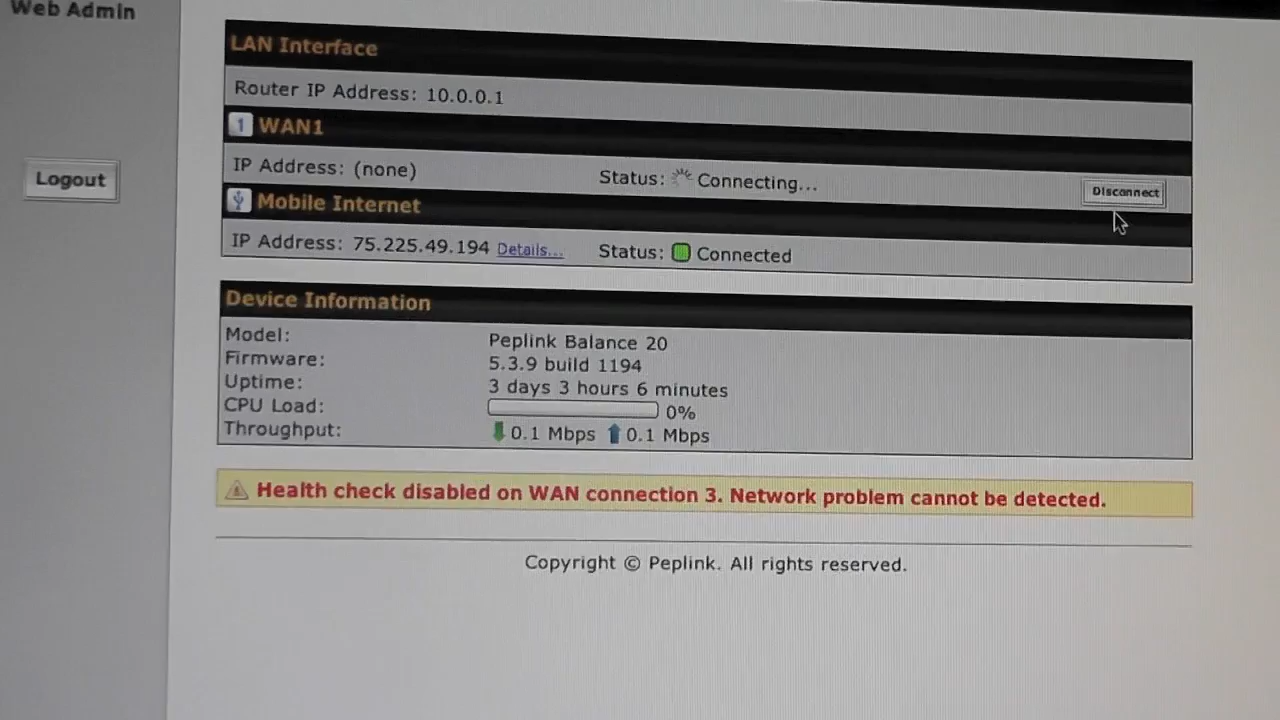 Web Admin
Logout
LAN Interface
Router IP Address: 10.0.0.1
1 WAN1
IP Address: (none) Status: Connecting...
Disconnect
Mobile Internet
IP Address: 75.225.49.194 Details... Status: Connected
Device Information
Model: Peplink Balance 20
Firmware: 5.3.9 build 1194
Uptime: 3 days 3 hours 6 minutes
CPU Load: 0%
Throughput: 0.1 Mbps 0.1 Mbps
Health check disabled on WAN connection 3. Network problem cannot be detected.
Copyright © Peplink. All rights reserved.